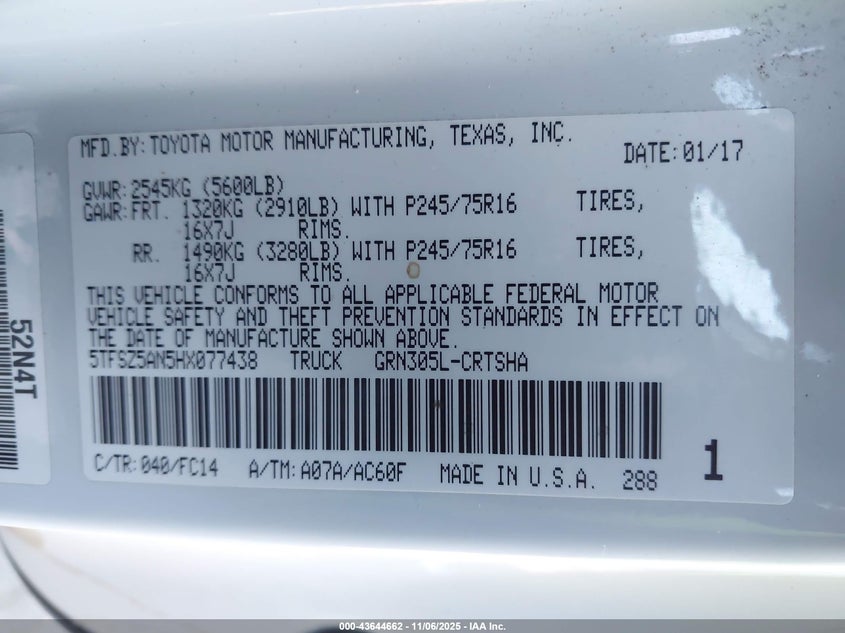 MFD.BY: TOYOTA MOTOR MANUFACTURING, TEXAS, INC.
DATE: 01/17
GVWR: 2545KG (5600LB)
GAWR: FRT. 1320KG (2910LB) WITH P245/75R16 TIRES,
16X7J RIMS.
RR. 1490KG (3280LB) WITH P245/75R16 TIRES,
16X7J RIMS.
THIS VEHICLE CONFORMS TO ALL APPLICABLE FEDERAL MOTOR
VEHICLE SAFETY AND THEFT PREVENTION STANDARDS IN EFFECT ON
THE DATE OF MANUFACTURE SHOWN ABOVE.
5TFSZ5AN5HX077438 TRUCK GRN305L-CRTSHA
C/TR: 040/FC14 A/TM: A07A/AC60F MADE IN U.S.A. 288
1
52N4T
000-43644662 - 11/06/2025 - IAA Inc.